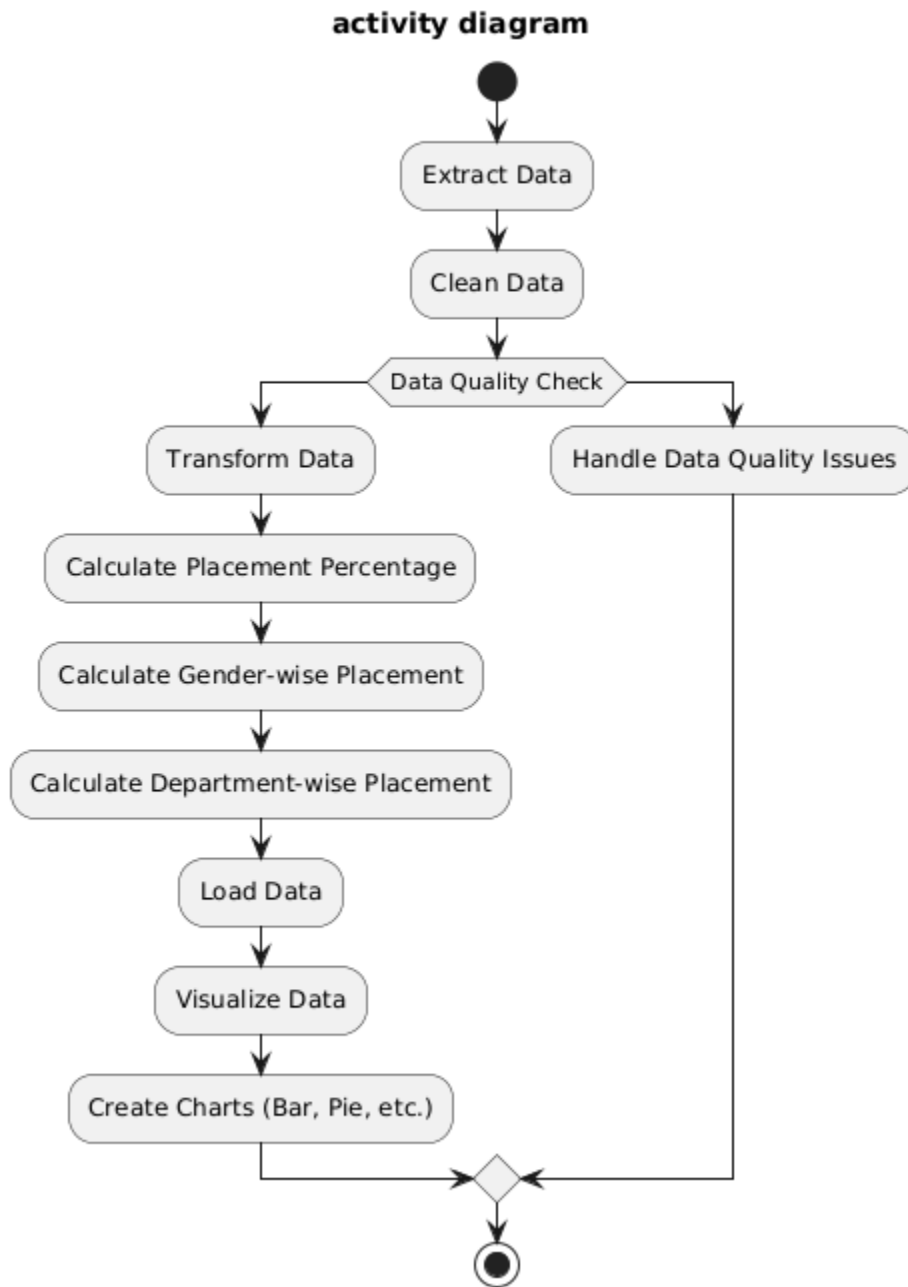 activity diagram
Extract Data
Clean Data
Data Quality Check
Transform Data
Handle Data Quality Issues
Calculate Placement Percentage
Calculate Gender-wise Placement
Calculate Department-wise Placement
Load Data
Visualize Data
Create Charts (Bar, Pie, etc.)